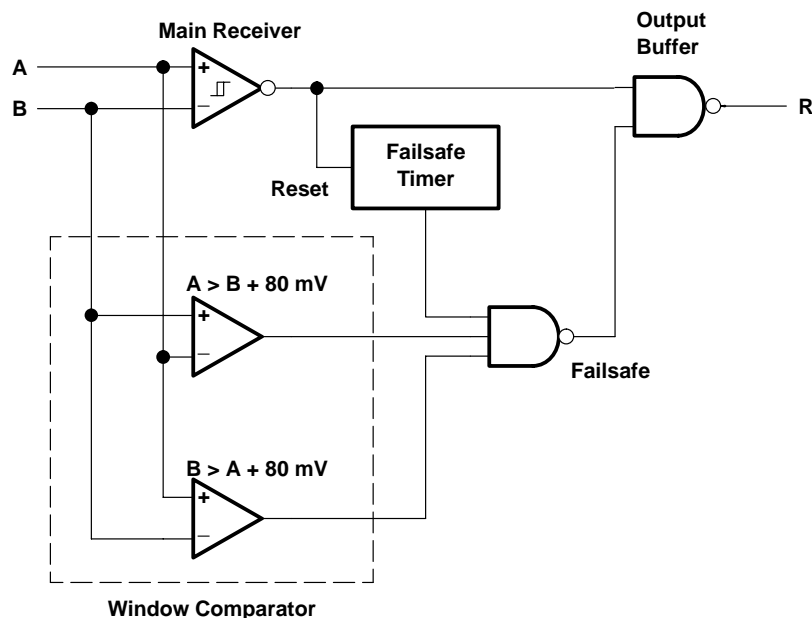 Main Receiver
Output
Buffer
A
B
+
_
R
Reset
Failsafe
Timer
A > B + 80 mV
+
_
Failsafe
B > A + 80 mV
+
_
Window Comparator